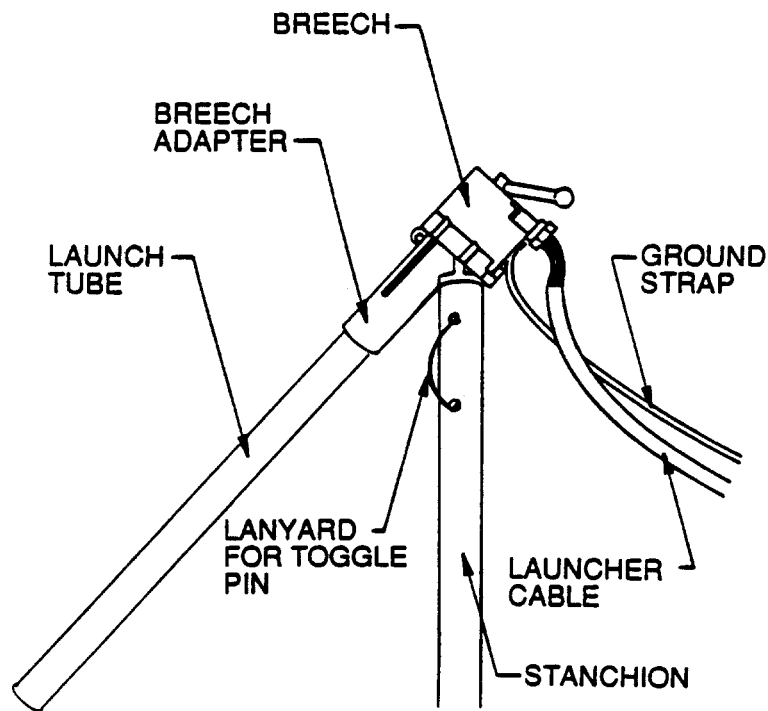 BREECH
BREECH
ADAPTER
LAUNCH
TUBE
GROUND
STRAP
LANYARD
FOR TOGGLE
PIN
LAUNCHER
CABLE
STANCHION